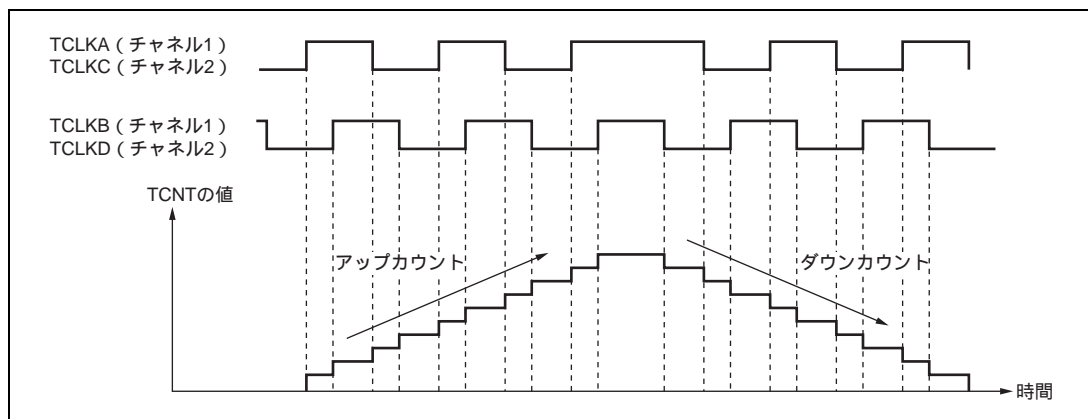 TCLKA（チャネル1）
TCLKC（チャネル2）
TCLKB（チャネル1）
TCLKD（チャネル2）
TCNTの値
アップカウント
ダウンカウント
時間